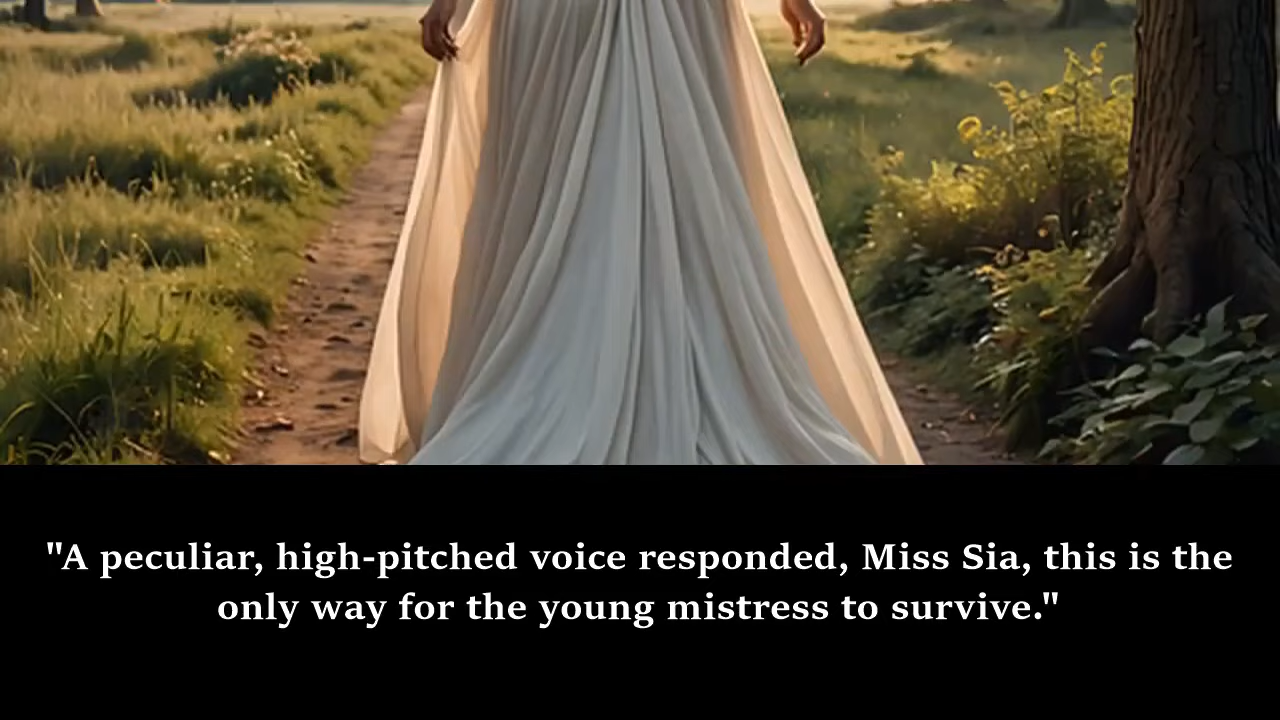 "A peculiar, high-pitched voice responded, Miss Sia, this is the
only way for the young mistress to survive."